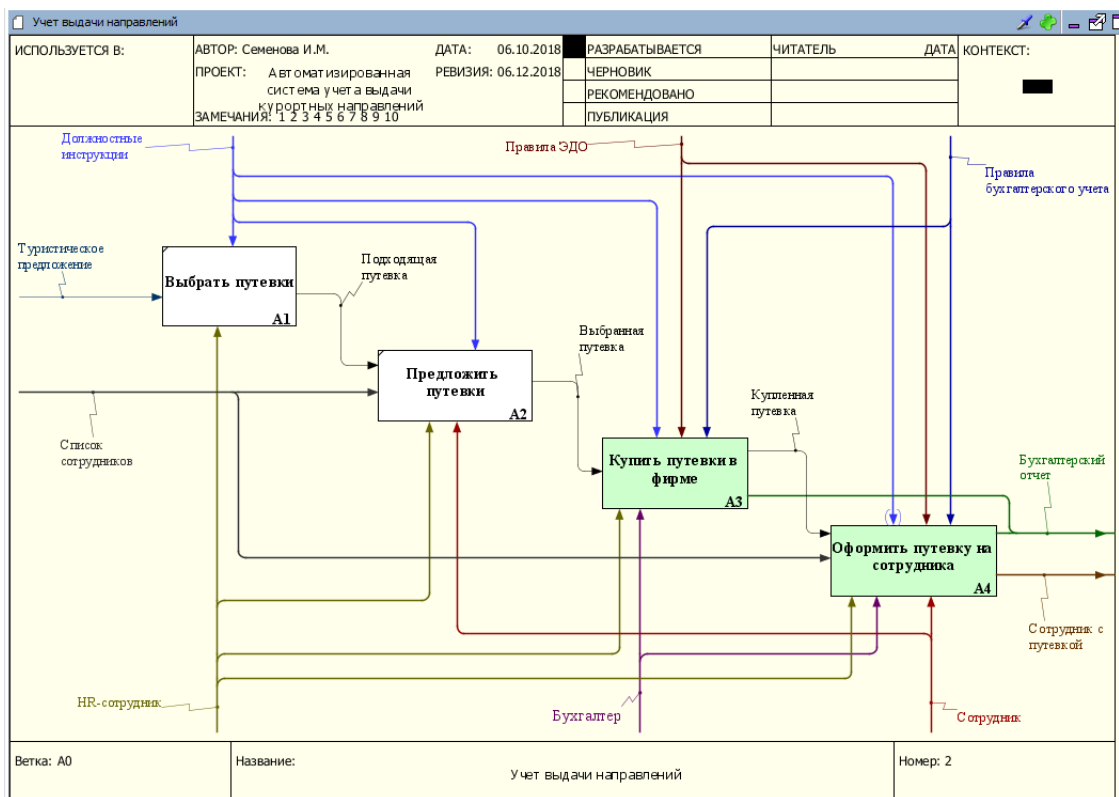 Учет выдачи направлений
ИСПОЛЬЗУЕТСЯ В:
АВТОР: Семенова И.М.
ДАТА: 06.10.2018
РАЗРАБАТЫВАЕТСЯ
ЧИТАТЕЛЬ
ДАТА
КОНТЕКСТ:
ПРОЕКТ: Автоматизированная
система учета выдачи
курортных направлений
РЕВИЗИЯ: 06.12.2018
ЧЕРНОВИК
РЕКОМЕНДОВАНО
ЗАМЕЧАНИЯ: 1 2 3 4 5 6 7 8 9 10
ПУБЛИКАЦИЯ
Должностные
инструкции
Правила ЭДО
Правила
бухгалтерского учета
Туристическое
предложение
Выбрать путевки
A1
Подходящая
путевка
Выбранная
путевка
Предложить
путевки
A2
Купленная
путевка
Список
сотрудников
Купить путевки в
фирме
A3
Бухгалтерский
отчет
Оформить путевку на
сотрудника
A4
Сотрудник с
путевкой
HR-сотрудник
Бухгалтер
Сотрудник
Ветка: A0
Название:
Учет выдачи направлений
Номер: 2